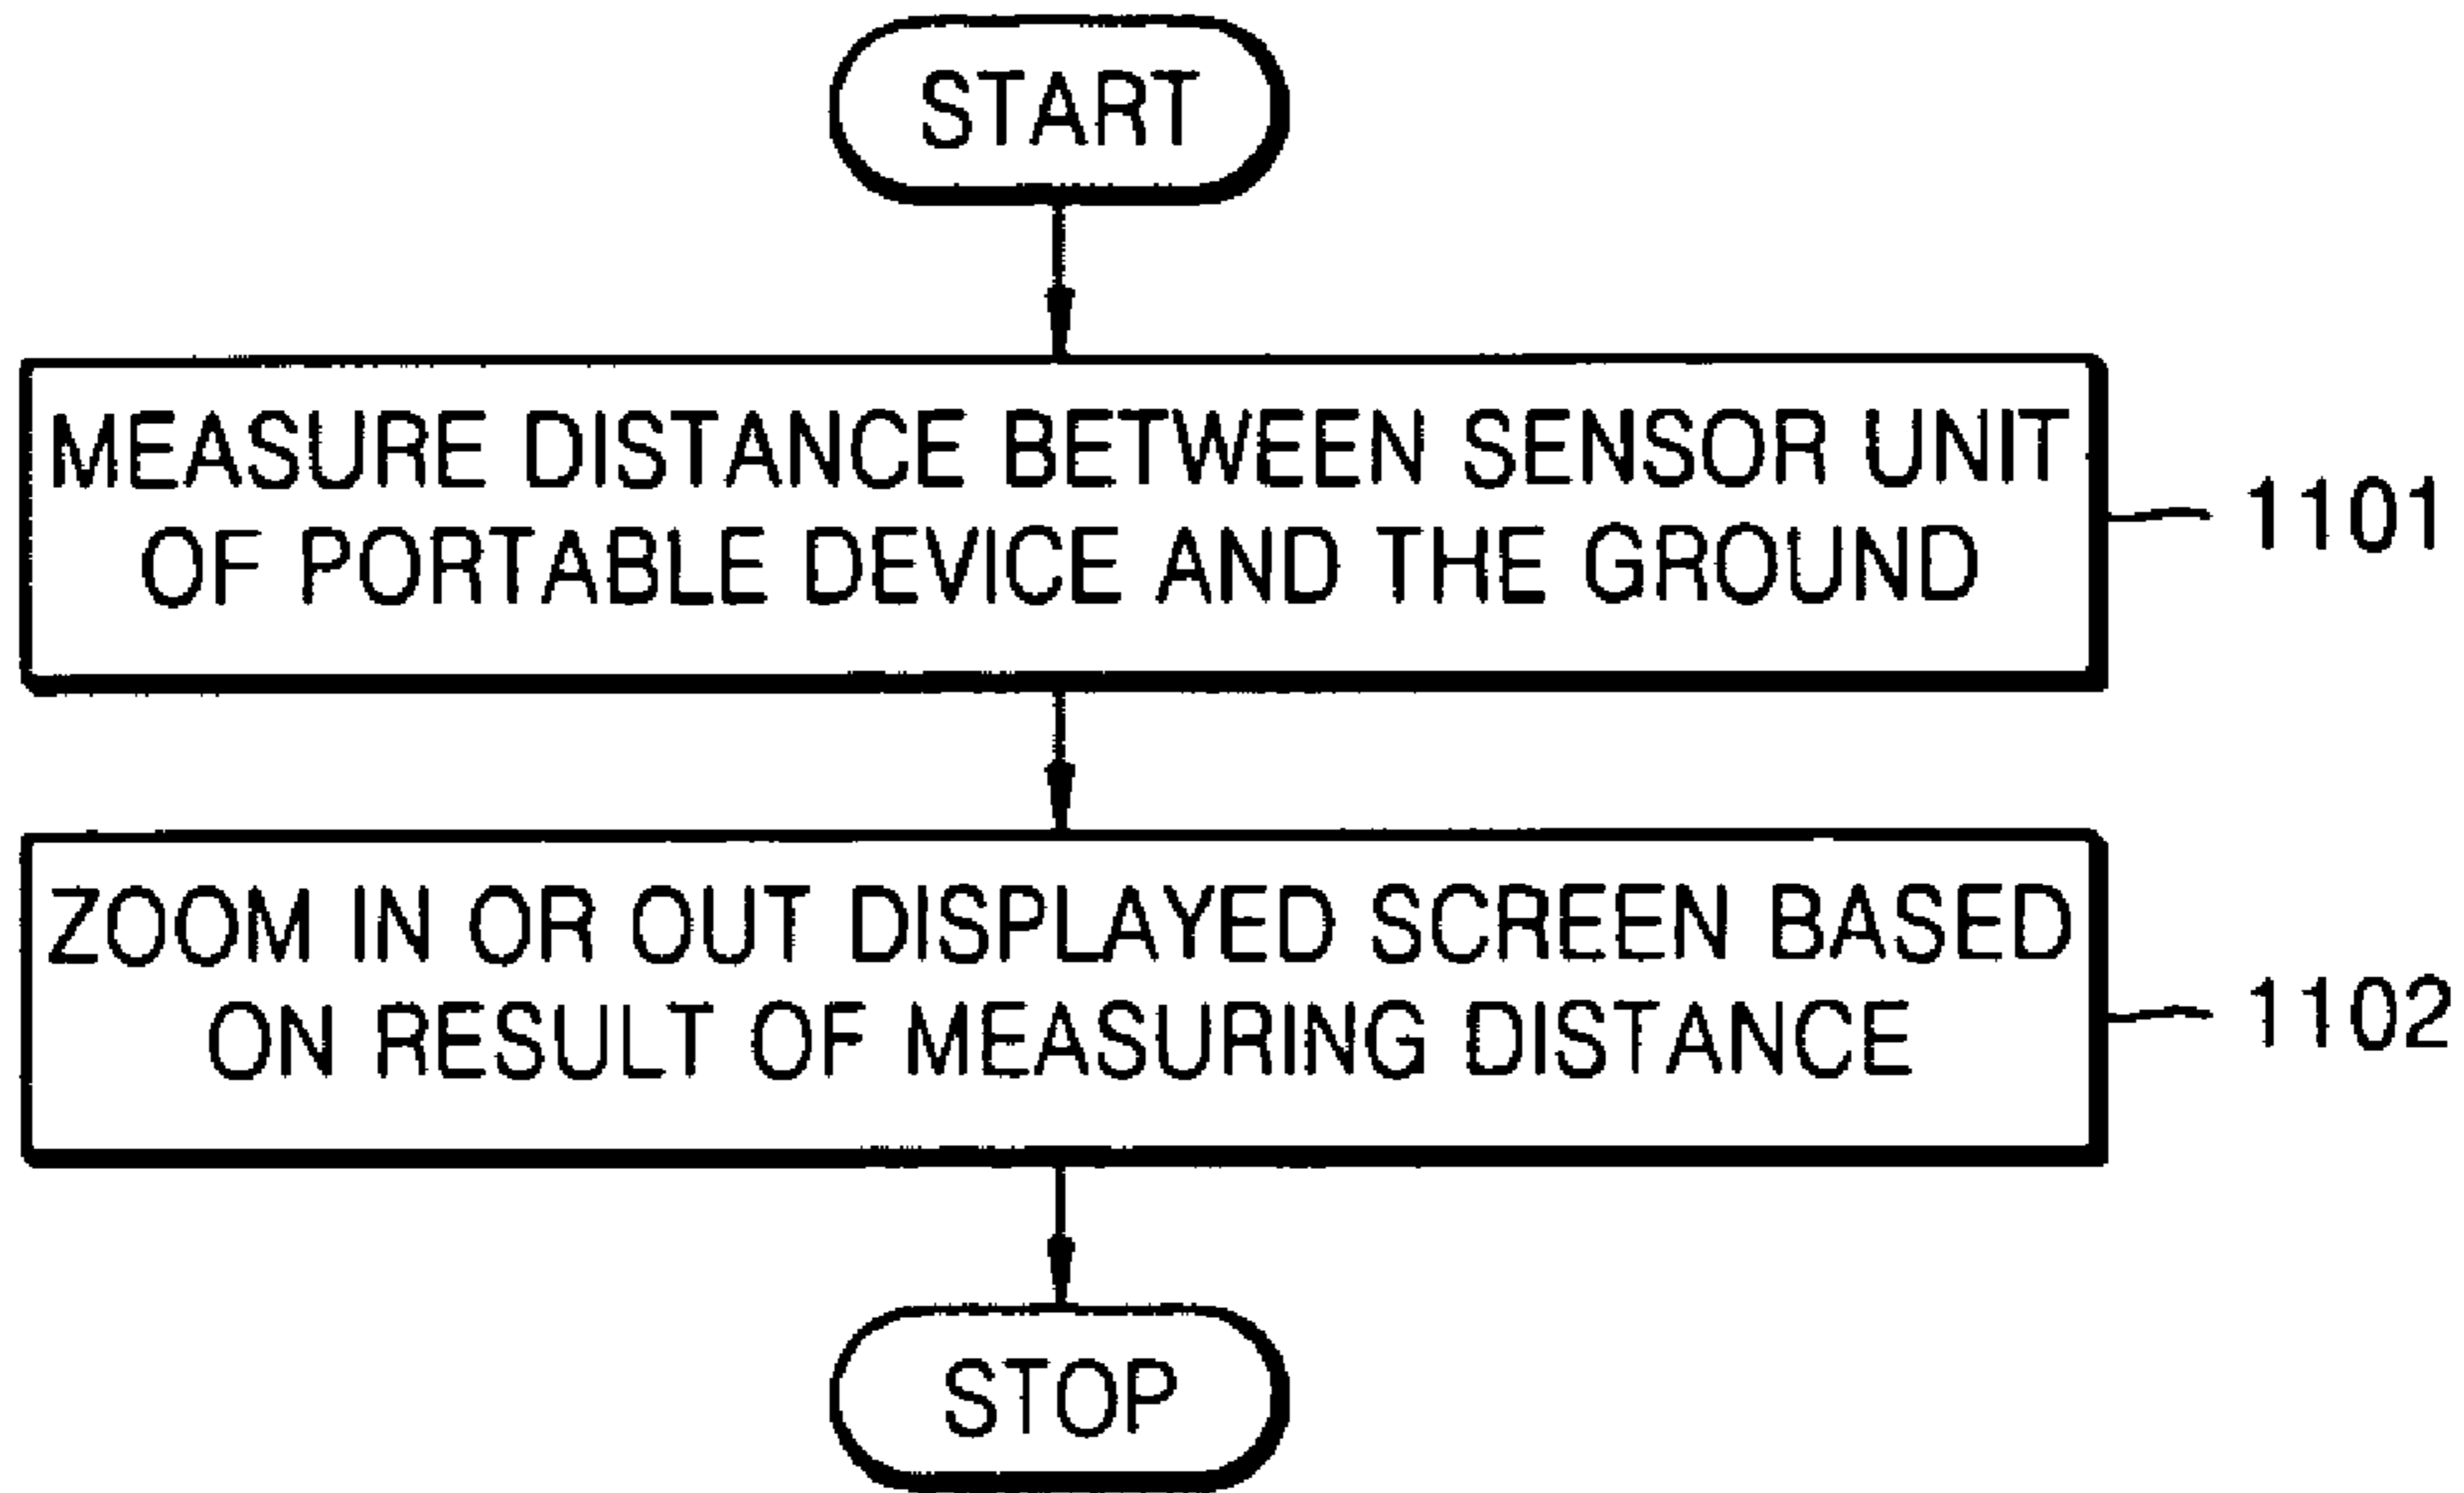 START
MEASURE DISTANCE BETWEEN SENSOR UNIT
OF PORTABLE DEVICE AND THE GROUND
1101
ZOOM IN OR OUT DISPLAYED SCREEN BASED
ON RESULT OF MEASURING DISTANCE
1102
STOP